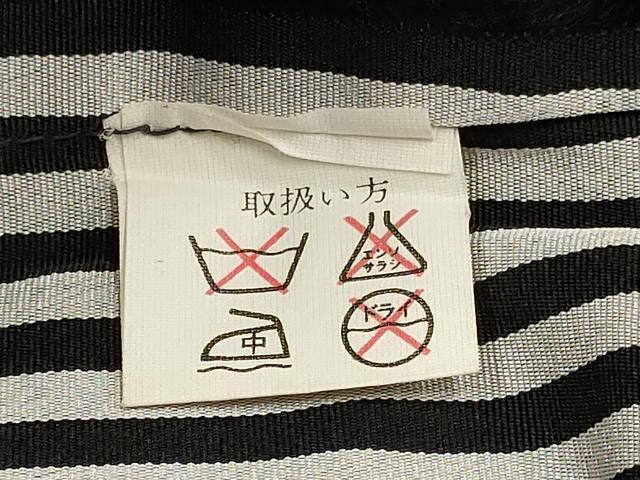 取扱い方
エンソ
サラシ
中
ドライ